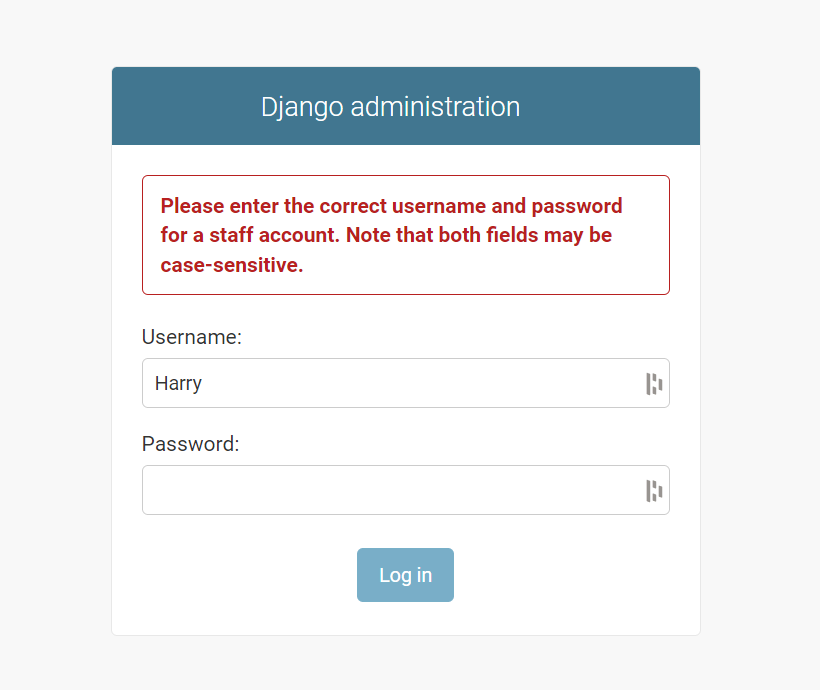 Django administration
Please enter the correct username and password
for a staff account. Note that both fields may be
case-sensitive.
Username:
Harry
Password:
Log in